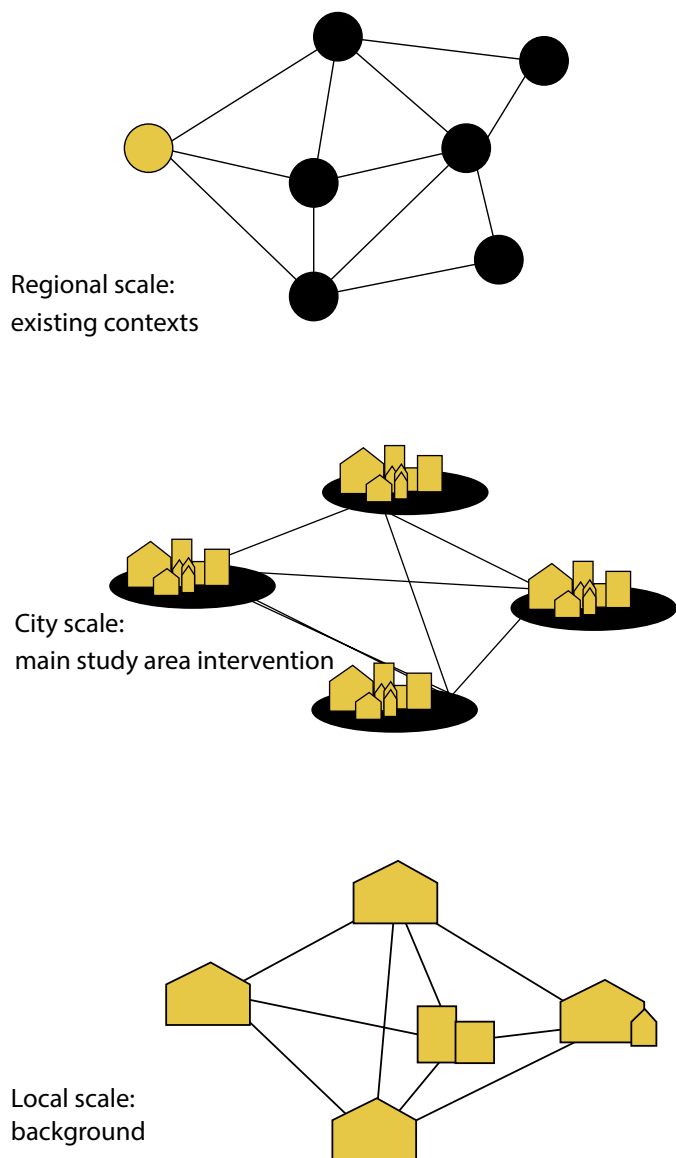 Regional scale:
existing contexts
City scale:
main study area intervention
Local scale:
background